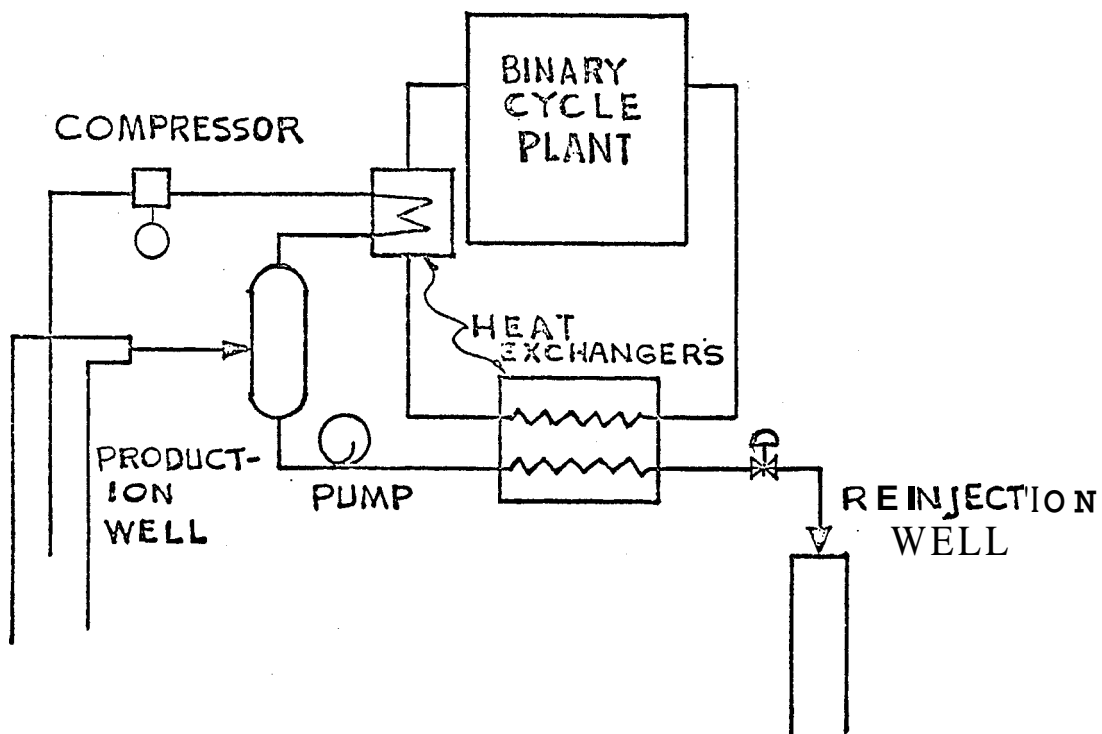 BINARY
CYCLE
PLANT
COMPRESSOR
HEAT
EXCHANGERS
PRODUCT-
ION
WELL
PUMP
REINJECTION
WELL